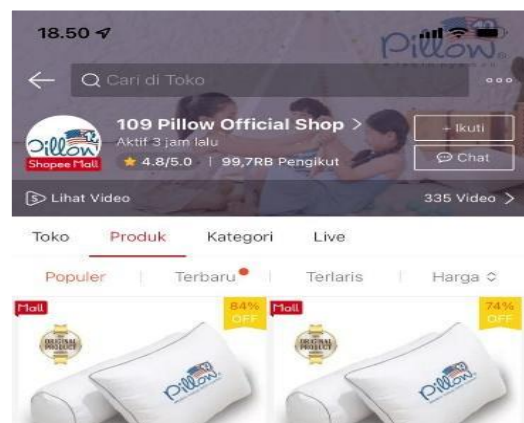 18.50
Pillow
Cari di Toko
109 Pillow Official Shop >
Aktif 3 jam lalu
4.8/5.0 | 99,7RB Pengikut
+ Ikuti
Chat
Pillow
Shopee Mall
Lihat Video
335 Video >
Toko Produk Kategori Live
Populer Terbaru Terlaris Harga
Mall 84% OFF
Mall 74% OFF
ORIGINAL PRODUCT
ORIGINAL PRODUCT
Pillow
Pillow